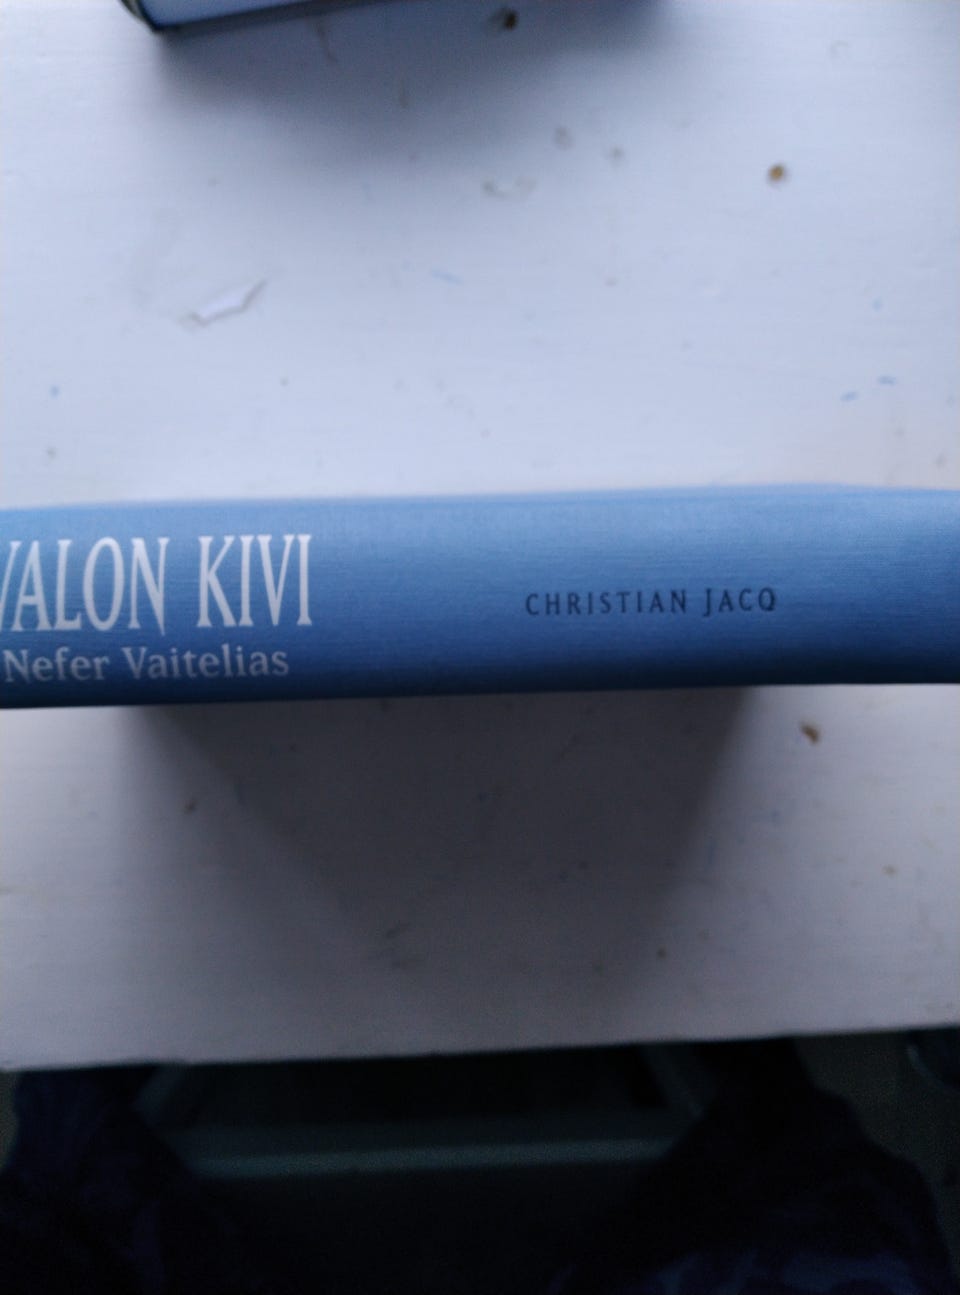 VALON KIVI
Nefer Vaitelias
CHRISTIAN JACQ